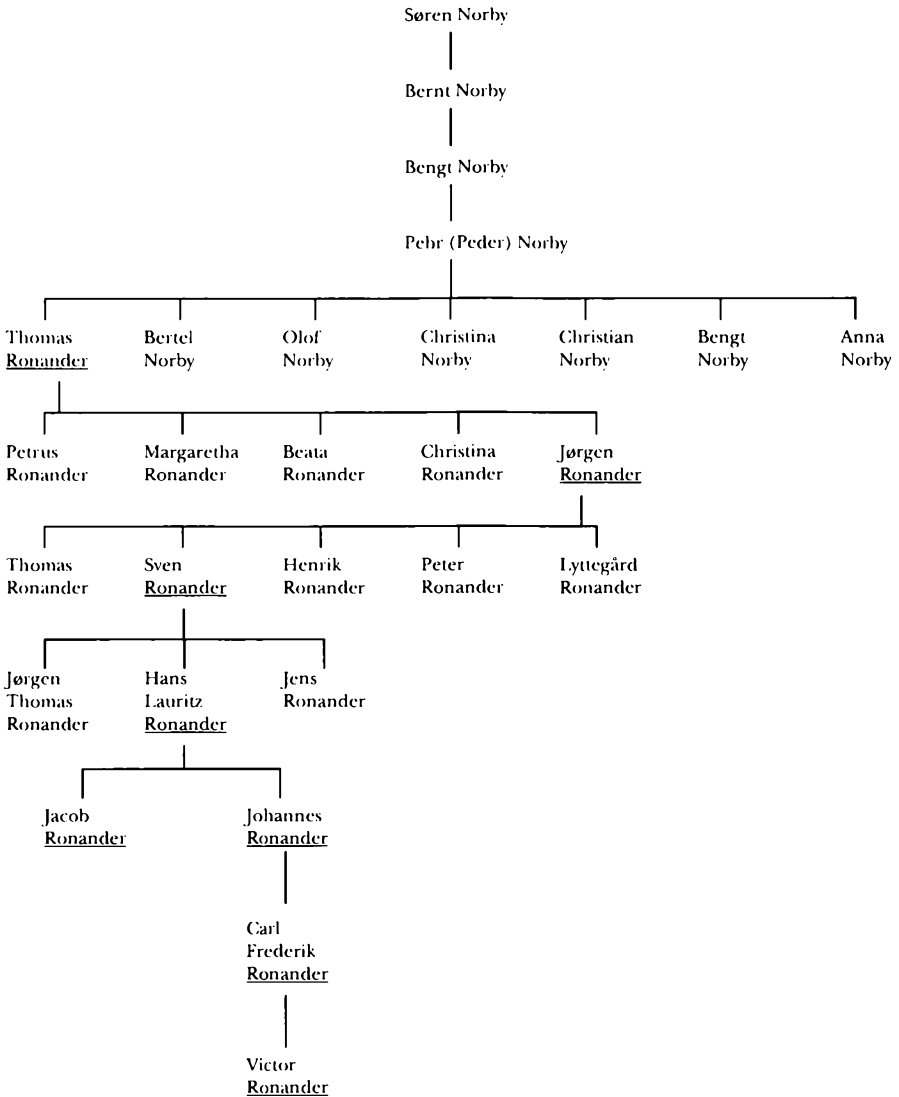 Søren Norby
Bernt Norby
Bengt Norby
Pehr (Peder) Norby
Thomas
Ronander
Bertel
Norby
Olof
Norby
Christina
Norby
Christian
Norby
Bengt
Norby
Anna
Norby
Petrus
Ronander
Margaretha
Ronander
Beata
Ronander
Christina
Ronander
Jørgen
Ronander
Thomas
Ronander
Sven
Ronander
Henrik
Ronander
Peter
Ronander
Lyttegård
Ronander
Jørgen
Thomas
Ronander
Hans
Lauritz
Ronander
Jens
Ronander
Jacob
Ronander
Johannes
Ronander
Carl
Frederik
Ronander
Victor
Ronander